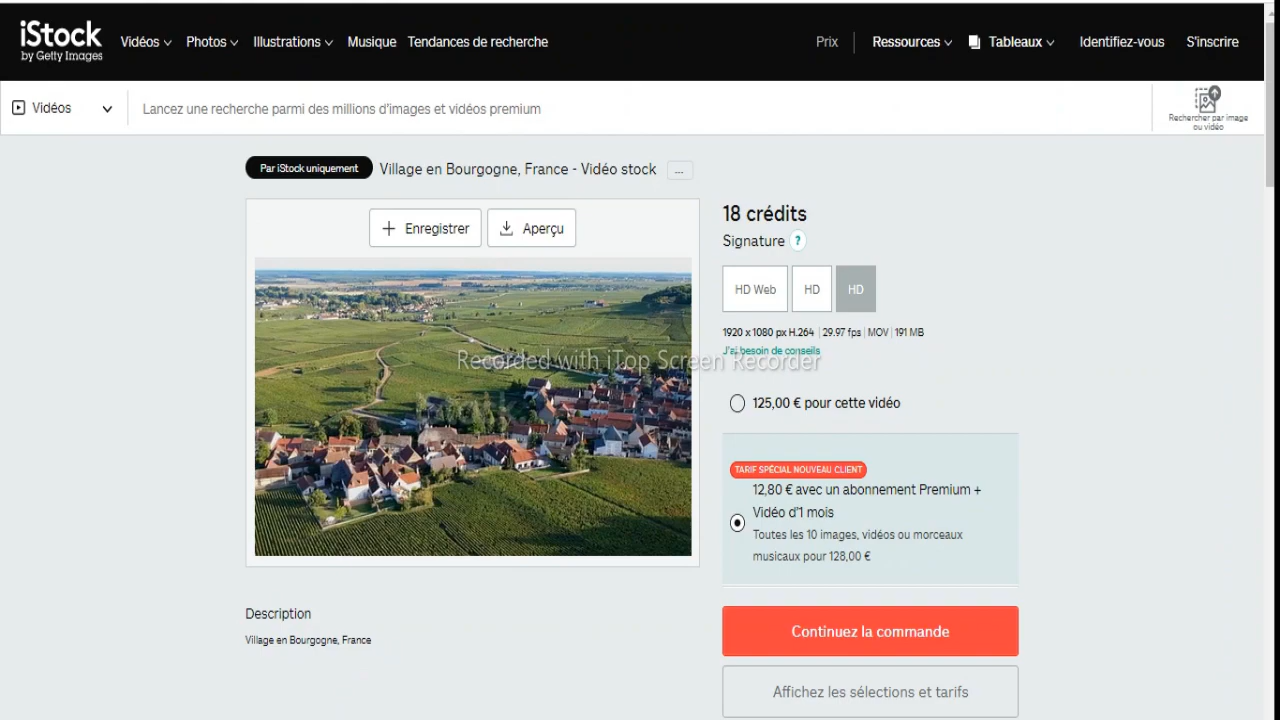 iStock
by Getty Images
Vidéos
Photos
Illustrations
Musique
Tendances de recherche
Prix
Ressources
Tableaux
Identifiez-vous
S'inscrire
Vidéos
Lancez une recherche parmi des millions d'images et vidéos premium
Rechercher par image
ou vidéo
Par iStock uniquement
Village en Bourgogne, France - Vidéo stock
...
Enregistrer
Aperçu
18 crédits
Signature ?
HD Web
HD
HD
1920 x 1080 px H.264 | 29.97 fps | MOV | 191 MB
J'ai besoin de conseils
Recorded with iTop Screen Recorder
125,00 € pour cette vidéo
TARIF SPÉCIAL NOUVEAU CLIENT
12,80 € avec un abonnement Premium +
Vidéo d'1 mois
Toutes les 10 images, vidéos ou morceaux
musicaux pour 128,00 €
Description
Village en Bourgogne, France
Continuez la commande
Affichez les sélections et tarifs